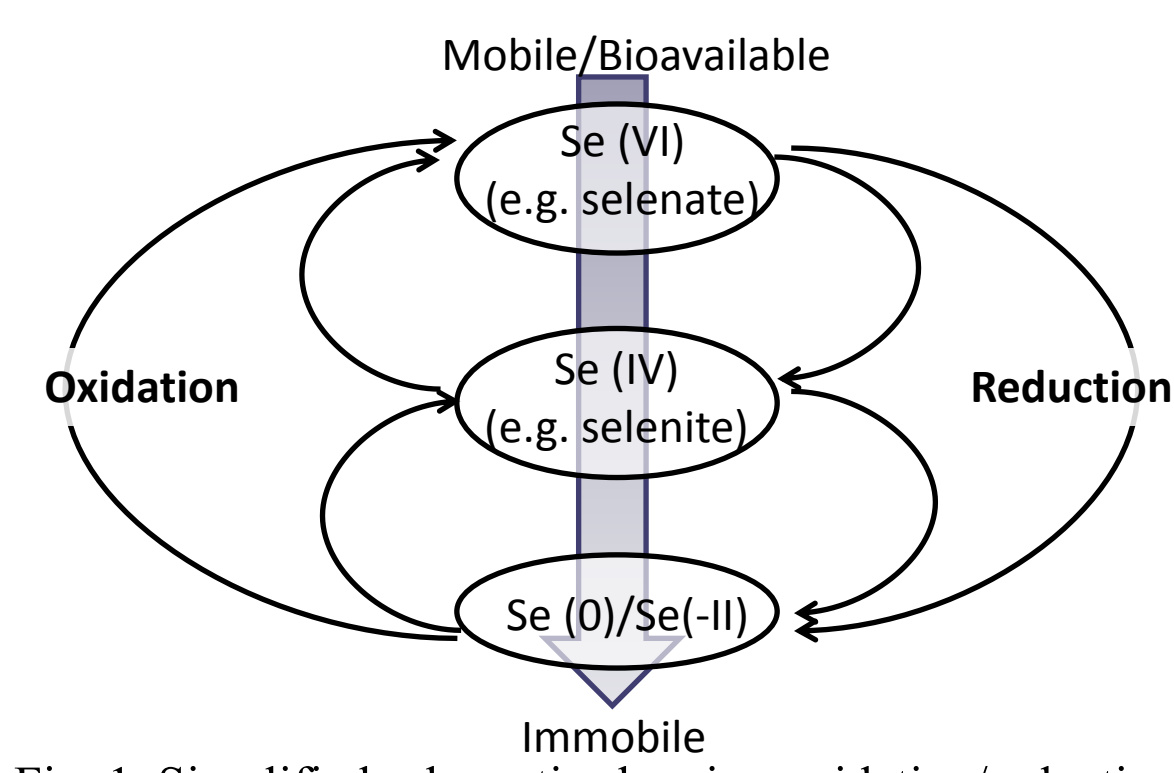 Mobile/Bioavailable
Se (VI)
(e.g. selenate)
Se (IV)
(e.g. selenite)
Oxidation
Reduction
Se (0)/Se(-II)
Immobile